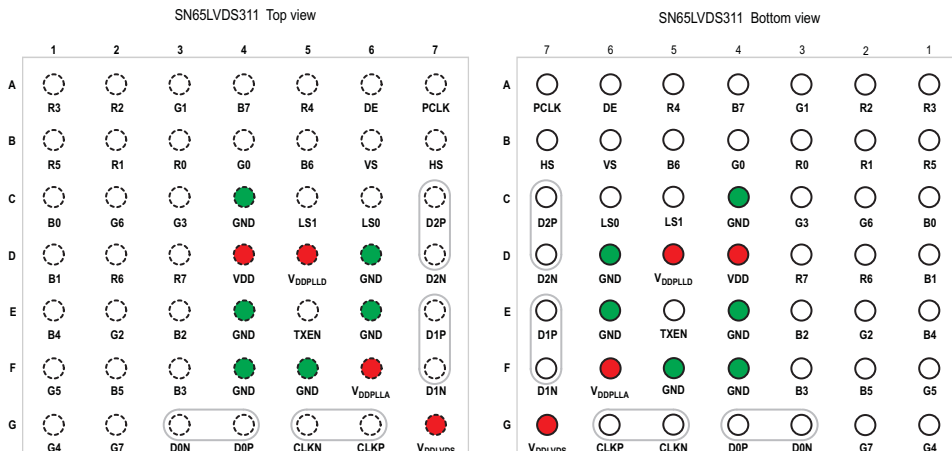 SN65LVDS311 Top view
1 2 3 4 5 6 7
A
R3 R2 G1 B7 R4 DE PCLK
B
R5 R1 R0 G0 B6 VS HS
C
B0 G6 G3 GND LS1 LS0 D2P
D
B1 R6 R7 VDD VDDPLLD GND D2N
E
B4 G2 B2 GND TXEN GND D1P
F
G5 B5 B3 GND GND VDDPLLA D1N
G
G4 G7 D0N D0P CLKN CLKP VDDLVDS
SN65LVDS311 Bottom view
7 6 5 4 3 2 1
A
PCLK DE R4 B7 G1 R2 R3
B
HS VS B6 G0 R0 R1 R5
C
D2P LS0 LS1 GND G3 G6 B0
D
D2N GND VDDPLLD VDD R7 R6 B1
E
D1P GND TXEN GND B2 G2 B4
F
D1N VDDPLLA GND GND B3 B5 G5
G
VDDLVDS CLKP CLKN D0P D0N G7 G4